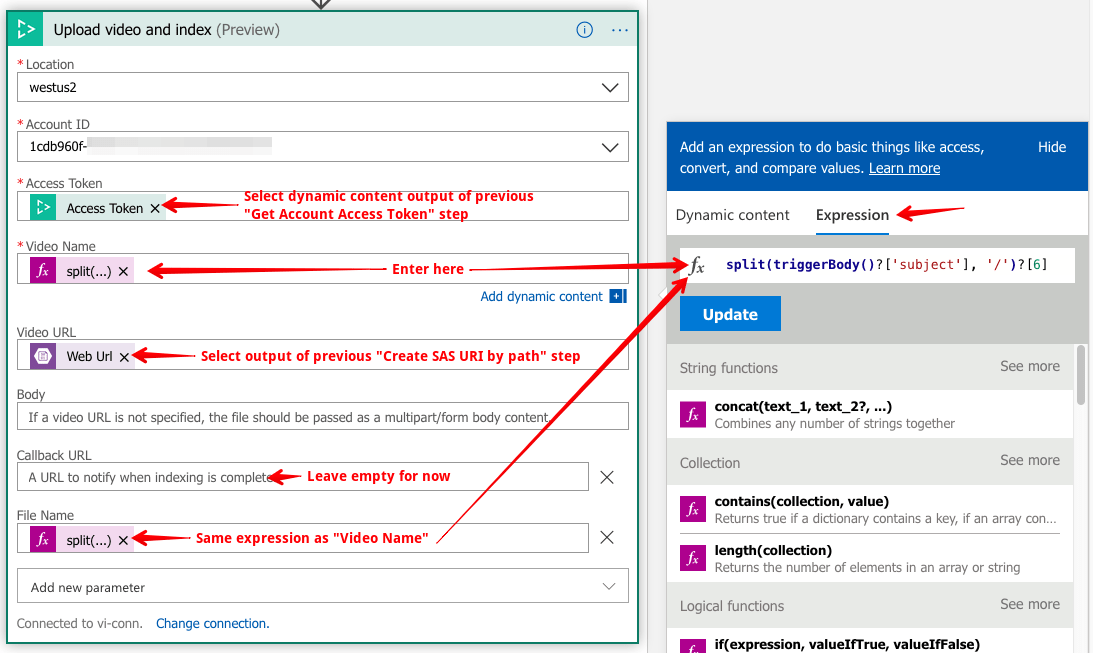 Upload video and index (Preview)
* Location
westus2
* Account ID
1cdb960f-
* Access Token
Access Token ×
Select dynamic content output of previous
"Get Account Access Token" step
* Video Name
fx split(...) ×
Enter here
Add dynamic content
Video URL
Web Url ×
Select output of previous "Create SAS URI by path" step
Body
If a video URL is not specified, the file should be passed as a multipart/form body content.
Callback URL
A URL to notify when indexing is complete
Leave empty for now
File Name
fx split(...) ×
Same expression as "Video Name"
Add new parameter
Connected to vi-conn. Change connection.
Add an expression to do basic things like access,
convert, and compare values. Learn more
Hide
Dynamic content
Expression
fx split(triggerBody()?['subject'], '/')?[6]
Update
String functions
See more
fx concat(text_1, text_2?, ...)
Combines any number of strings together
Collection
See more
fx contains(collection, value)
Returns true if a dictionary contains a key, if an array con...
fx length(collection)
Returns the number of elements in an array or string
Logical functions
See more
fx if(expression, valueIfTrue, valueIfFalse)